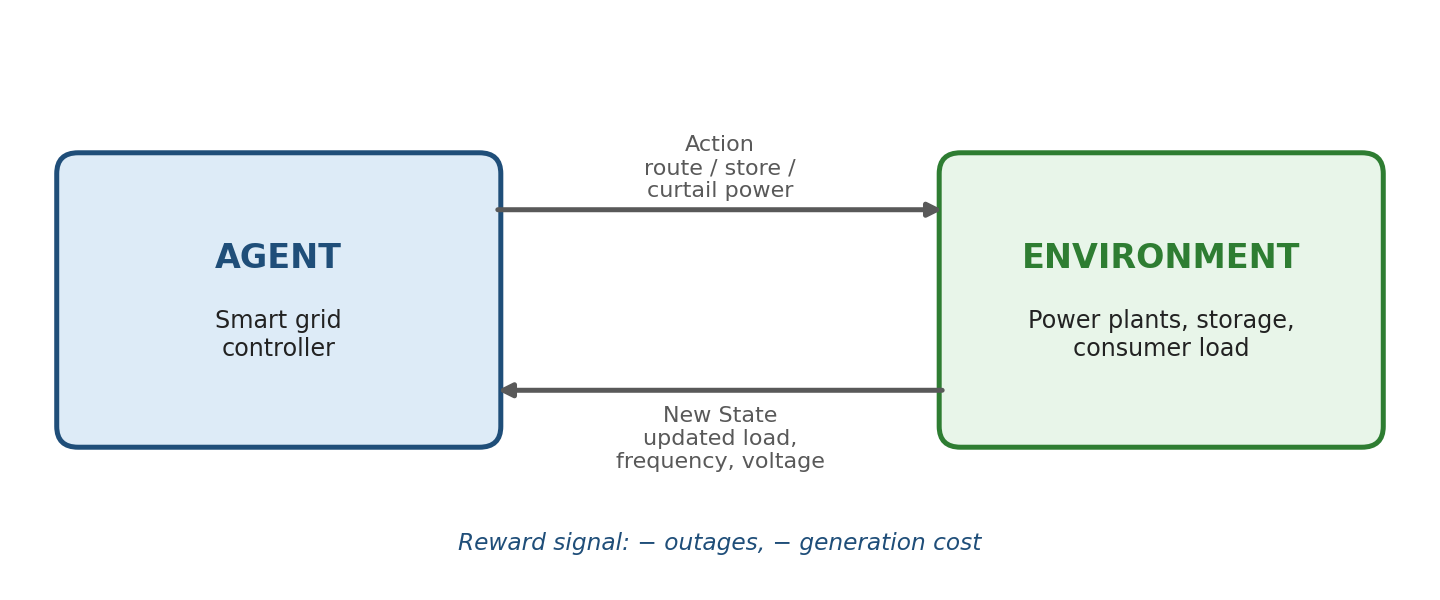 Action
route / store /
curtail power
AGENT
Smart grid
controller
ENVIRONMENT
Power plants, storage,
consumer load
New State
updated load,
frequency, voltage
Reward signal: − outages, − generation cost